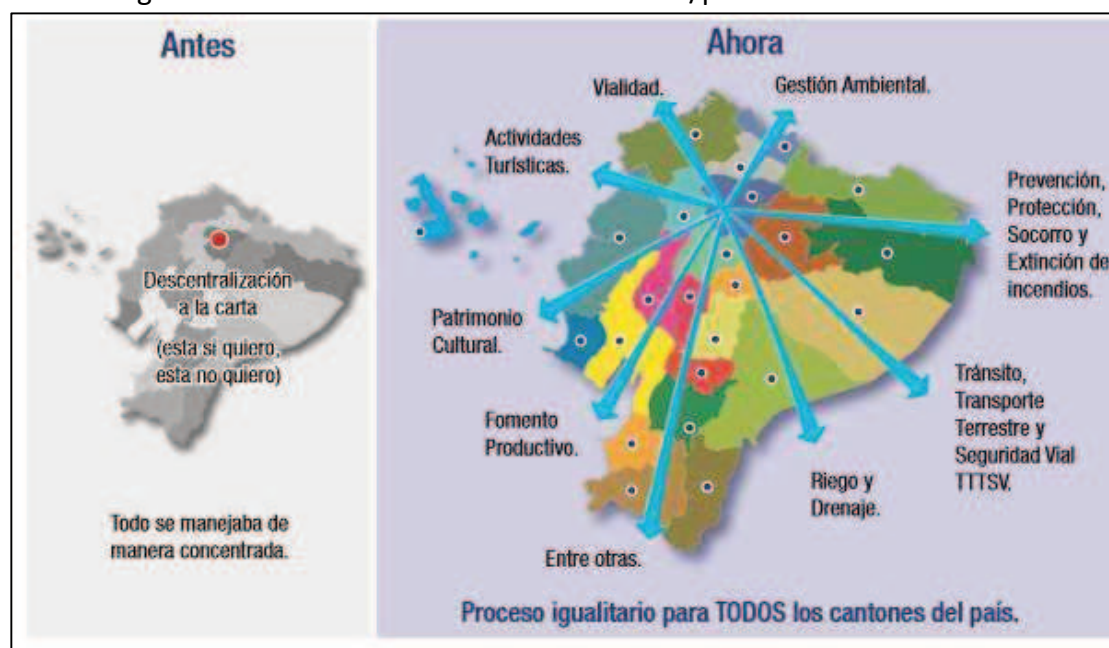 Antes
Descentralización
a la carta
(esta si quiero,
esta no quiero)
Todo se manejaba de
manera concentrada.
Ahora
Vialidad.
Gestión Ambiental.
Actividades
Turísticas.
Prevención,
Protección,
Socorro y
Extinción de
incendios.
Patrimonio
Cultural.
Tránsito,
Transporte
Terrestre y
Seguridad Vial
TTTSV.
Fomento
Productivo.
Riego y
Drenaje.
Entre otras.
Proceso igualitario para TODOS los cantones del país.